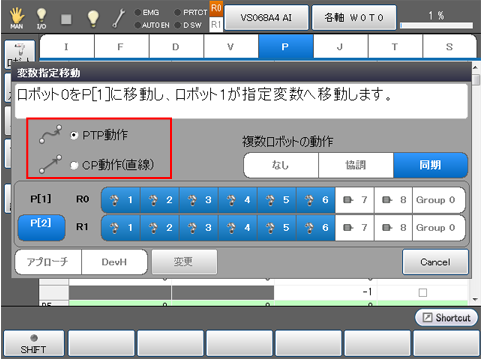 MAN I/O EMG PRTCT R0 VS068A4 AI 各軸 W0T0 1 %
AUTO EN D SW R1
I F D V P J T S
ロボット
変数指定移動
ロボット0をP[1]に移動し、ロボット1が指定変数へ移動します。
PTP動作
複数ロボットの動作
CP動作(直線)
なし 協調 同期
P[1] R0 1 2 3 4 5 6 7 8 Group 0
P[2] R1 1 2 3 4 5 6 7 8 Group 0
アプローチ DevH 変更 Cancel
-1
Shortcut
SHIFT